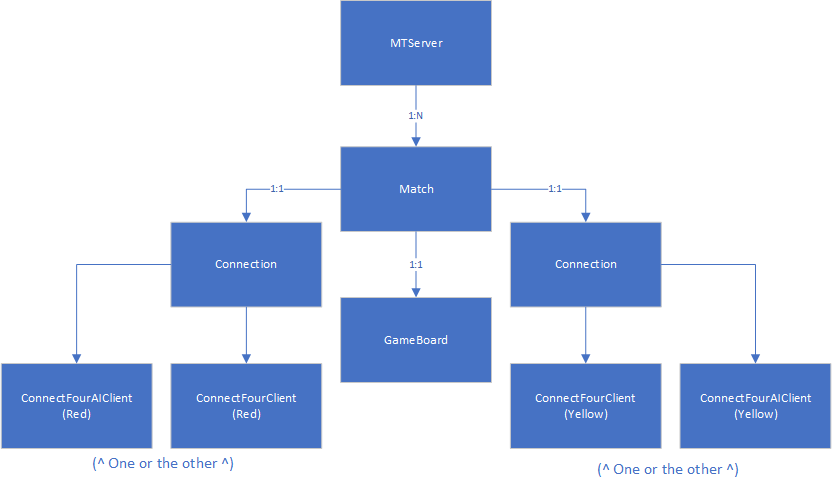 MTServer
1:N
Match
1:1
1:1
Connection
1:1
Connection
GameBoard
ConnectFourAIClient
(Red)
ConnectFourClient
(Red)
ConnectFourClient
(Yellow)
ConnectFourAIClient
(Yellow)
(^ One or the other ^)
(^ One or the other ^)